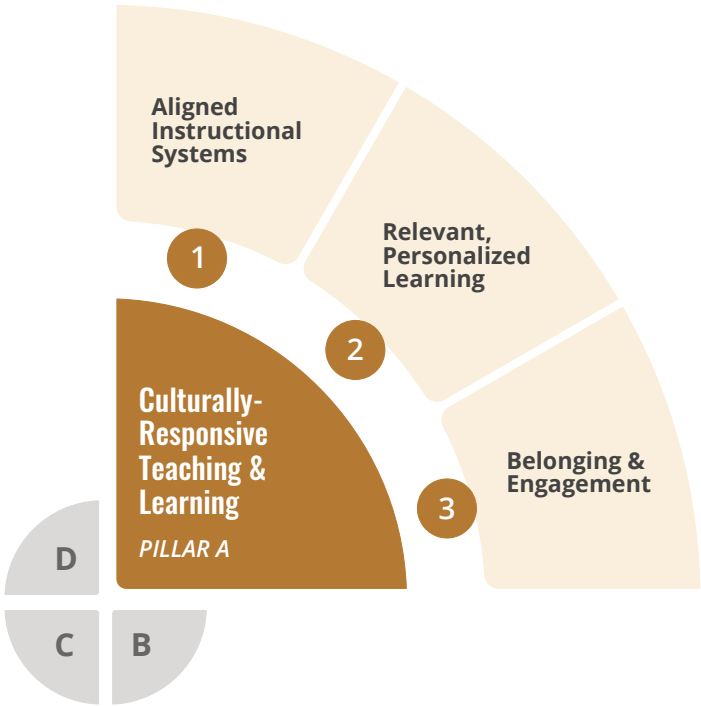 Aligned
Instructional
Systems
1
Relevant,
Personalized
Learning
2
Belonging &
Engagement
3
Culturally-
Responsive
Teaching &
Learning
PILLAR A
D
C
B